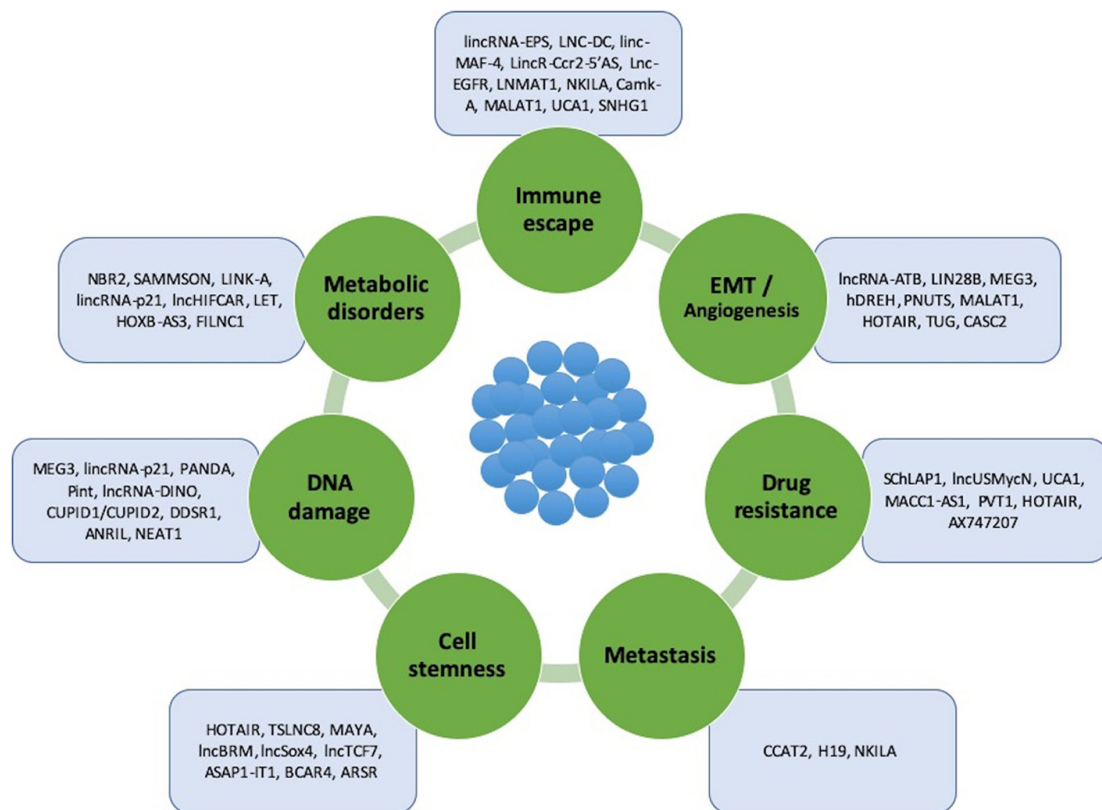 lincRNA-EPS, LNC-DC, linc-
MAF-4, LincR-Ccr2-5’AS, Lnc-
EGFR, LNMAT1, NKILA, Camk-
A, MALAT1, UCA1, SNHG1
Immune
escape
NBR2, SAMMSON, LINK-A,
lincRNA-p21, lncHIFCAR, LET,
HOXB-AS3, FILNC1
Metabolic
disorders
EMT /
Angiogenesis
lncRNA-ATB, LIN28B, MEG3,
hDREH, PNUTS, MALAT1,
HOTAIR, TUG, CASC2
MEG3, lincRNA-p21, PANDA,
Pint, lncRNA-DINO,
CUPID1/CUPID2, DDSR1,
ANRIL, NEAT1
DNA
damage
Drug
resistance
SChLAP1, lncUSMycN, UCA1,
MACC1-AS1, PVT1, HOTAIR,
AX747207
Cell
stemness
Metastasis
HOTAIR, TSLNC8, MAYA,
lncBRM, lncSox4, lncTCF7,
ASAP1-IT1, BCAR4, ARSR
CCAT2, H19, NKILA